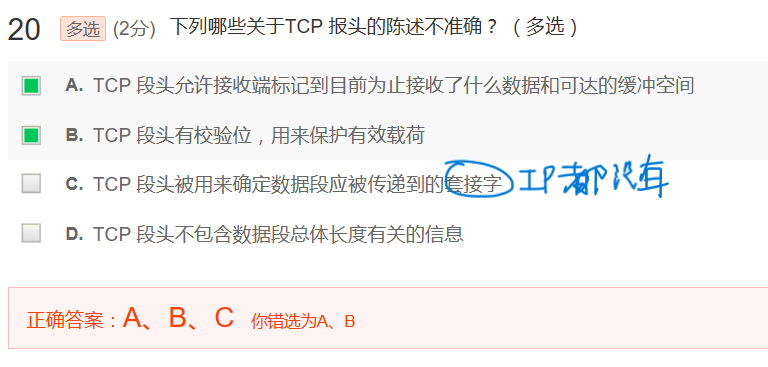 20 多选 (2分) 下列哪些关于TCP 报头的陈述不准确？（多选）
A. TCP 段头允许接收端标记到目前为止接收了什么数据和可达的缓冲空间
B. TCP 段头有校验位，用来保护有效载荷
C. TCP 段头被用来确定数据段应被传递到的套接字 IP都没有
D. TCP 段头不包含数据段总体长度有关的信息
正确答案：A、B、C 你错选为A、B